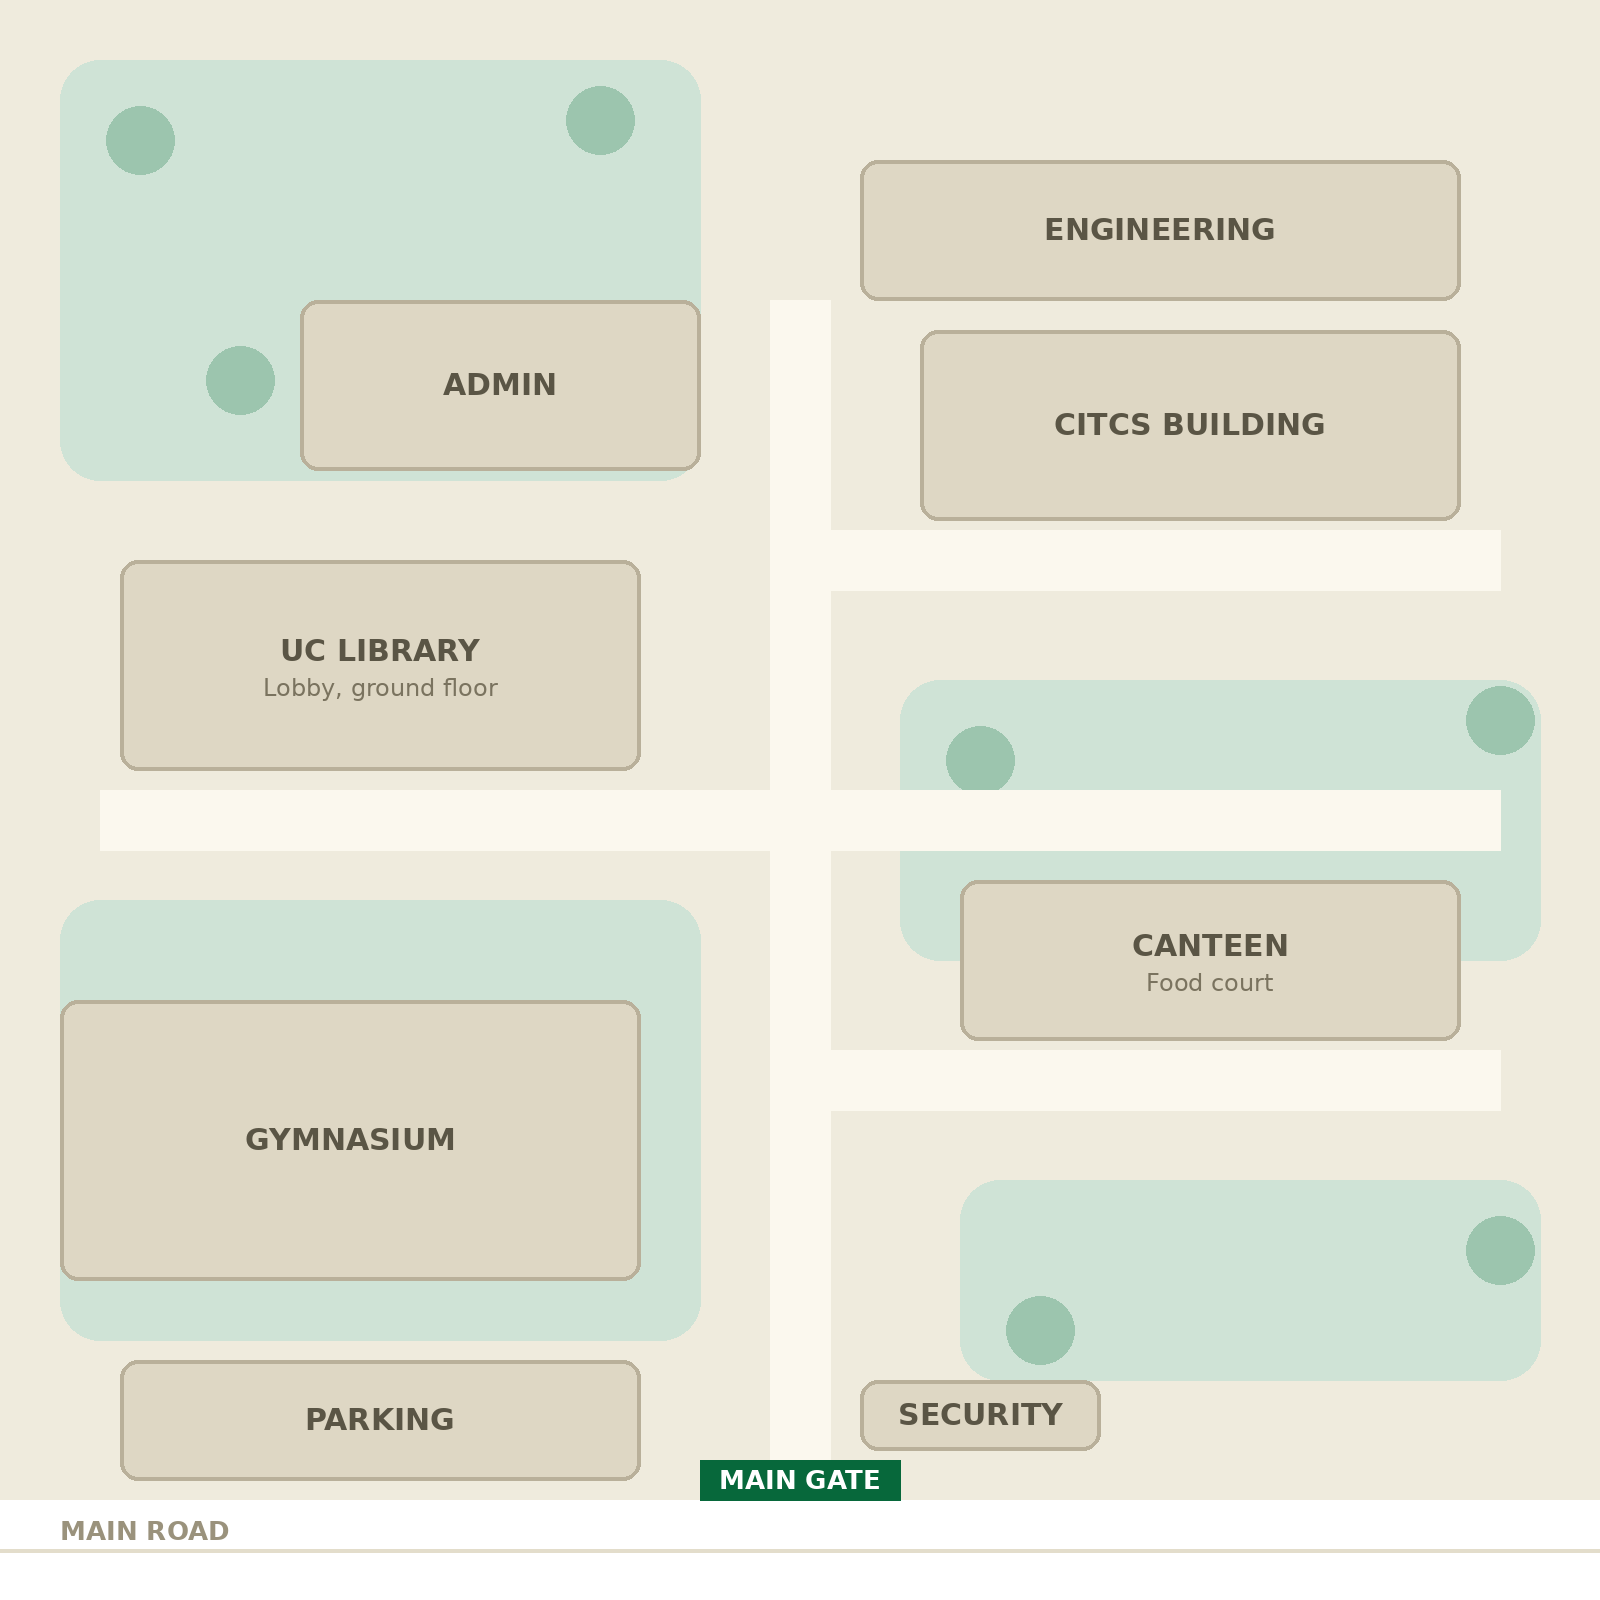 ENGINEERING
ADMIN
CITCS BUILDING
UC LIBRARY
Lobby, ground floor
CANTEEN
Food court
GYMNASIUM
PARKING
SECURITY
MAIN GATE
MAIN ROAD